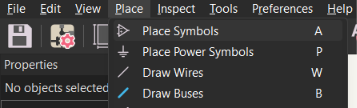 File Edit View Place Inspect Tools Preferences Help
Place Symbols A
Place Power Symbols P
Properties
Draw Wires W
No objects selected
Draw Buses B